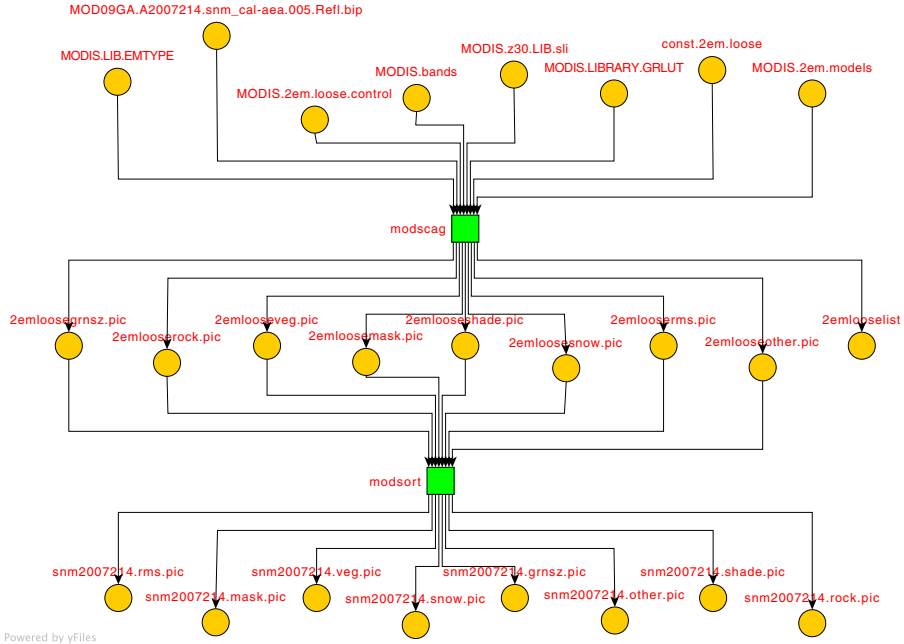 MOD09GA.A2007214.snm_cal-aea.005.Refl.bip
MODIS.LIB.EMTYPE
MODIS.z30.LIB.sli
const.2em.loose
MODIS.bands
MODIS.LIBRARY.GRLUT
MODIS.2em.models
MODIS.2em.loose.control
modscag
2emloosegrnsz.pic
2emlooserock.pic
2emlooseveg.pic
2emloosemask.pic
2emlooseshade.pic
2emloosesnow.pic
2emlooserms.pic
2emlooseother.pic
2emlooselist
modsort
snm2007214.rms.pic
snm2007214.mask.pic
snm2007214.veg.pic
snm2007214.snow.pic
snm2007214.grnsz.pic
snm2007214.other.pic
snm2007214.shade.pic
snm2007214.rock.pic
Powered by yFiles